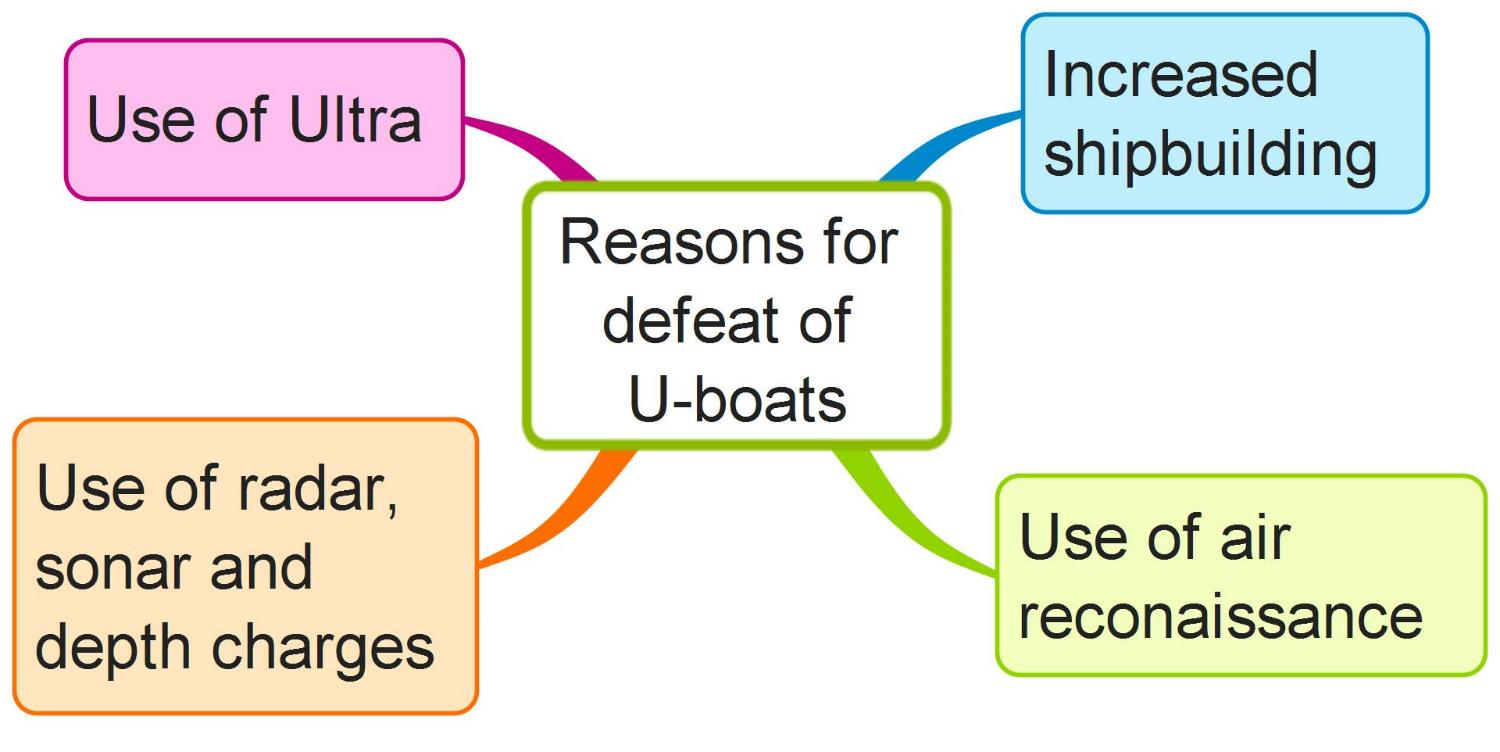 Use of Ultra
Increased
shipbuilding
Reasons for
defeat of
U-boats
Use of radar,
sonar and
depth charges
Use of air
reconaissance